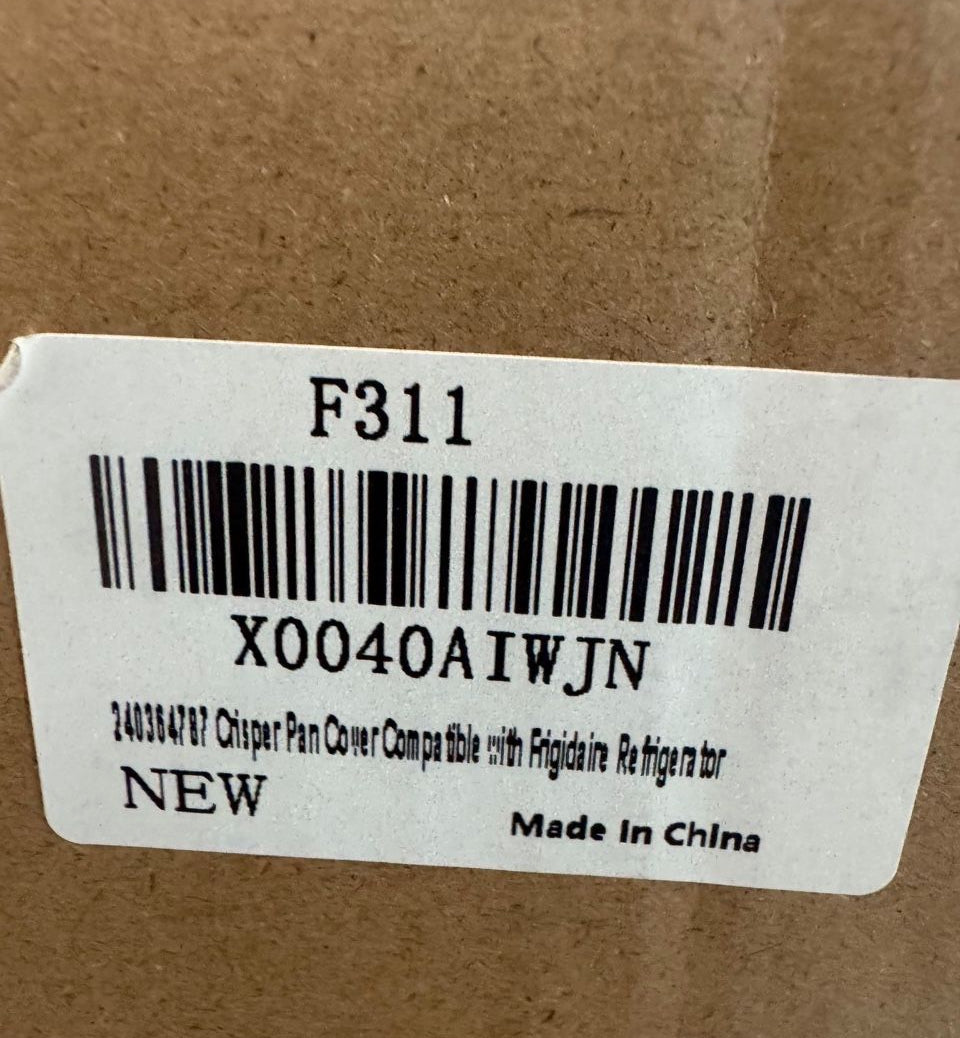 F311
X0040AIWJN
240364787 Crisper Pan Cover Compatible with Frigidaire Refrigerator
NEW
Made In China